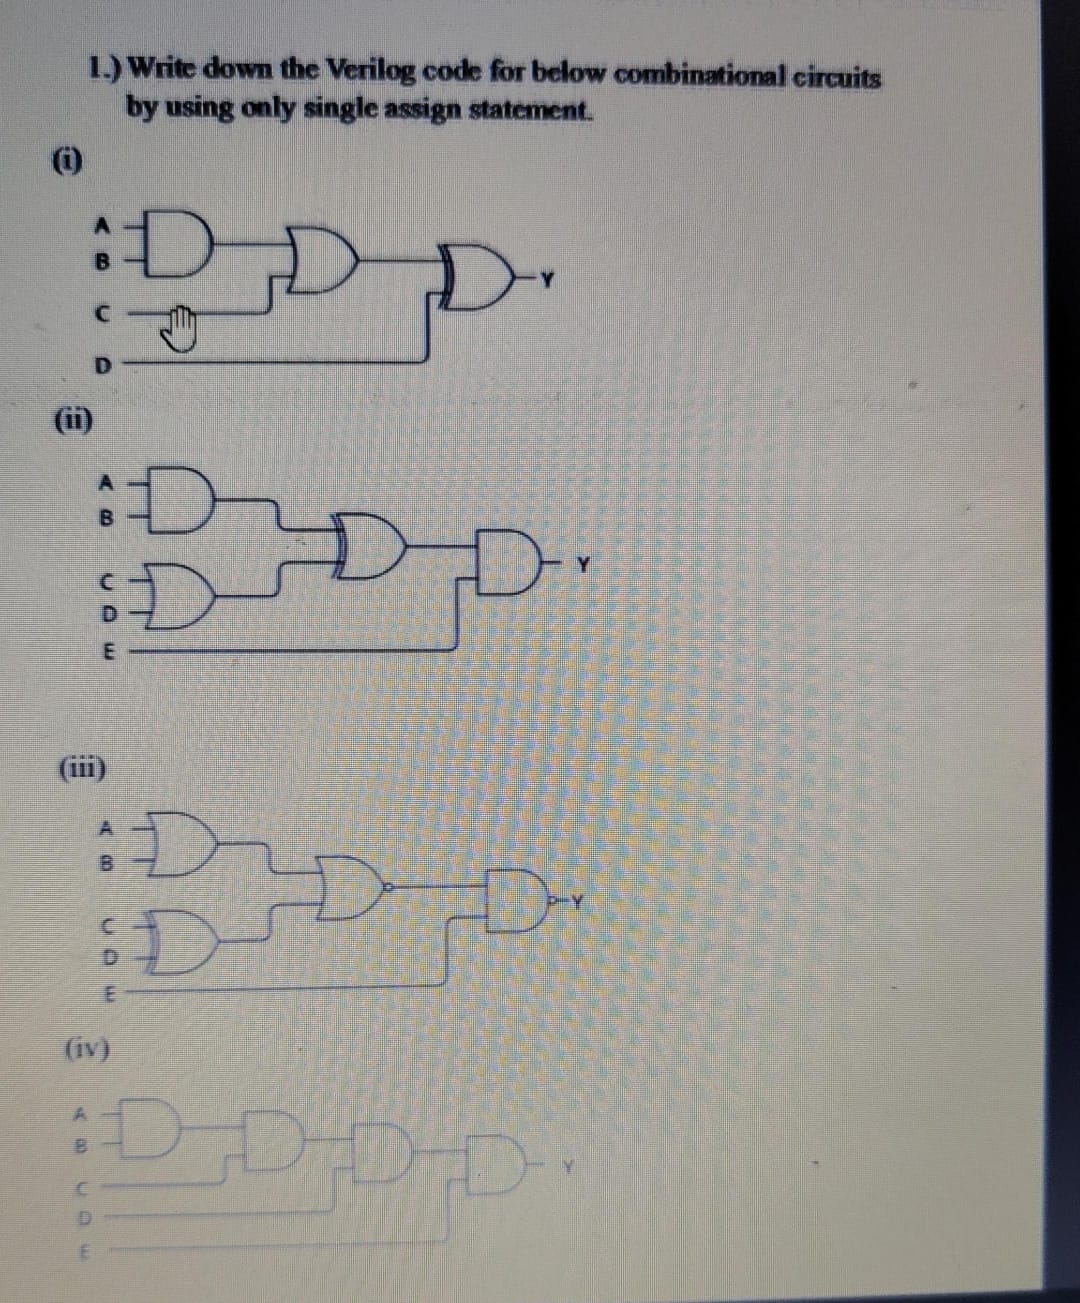 1.) Write down the Verilog code for below combinational circuits
by using only single assign statement.
(i)
A
B
Y
C
D
(ii)
A
B
Y
C
D
E
(iii)
A
B
Y
C
D
E
(iv)
A
B
Y
C
D
E